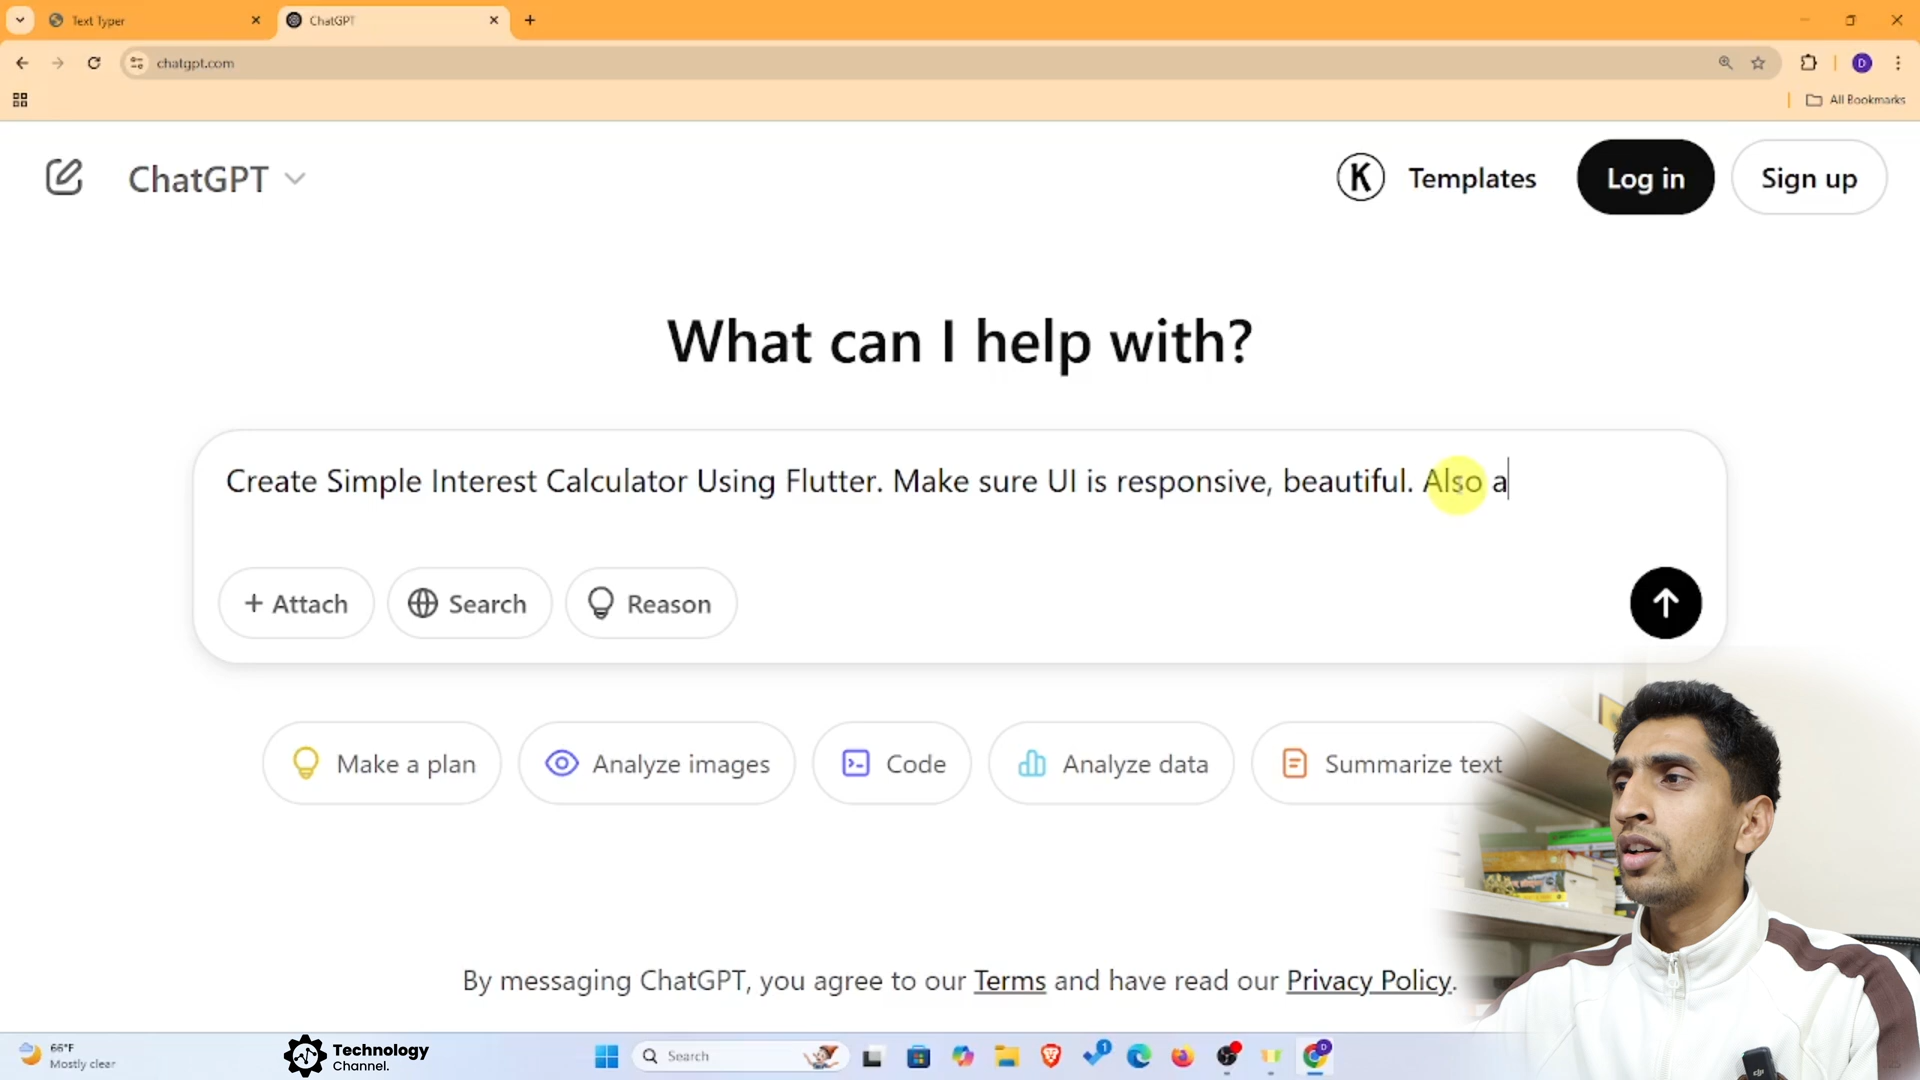 Text Typer
ChatGPT
chatgpt.com
D
All Bookmarks
ChatGPT
K
Templates
Log in
Sign up
What can I help with?
Create Simple Interest Calculator Using Flutter. Make sure UI is responsive, beautiful. Also a
+ Attach
Search
Reason
Make a plan
Analyze images
Code
Analyze data
Summarize text
By messaging ChatGPT, you agree to our Terms and have read our Privacy Policy.
66°F
Mostly clear
Technology
Channel.
Search
1
D